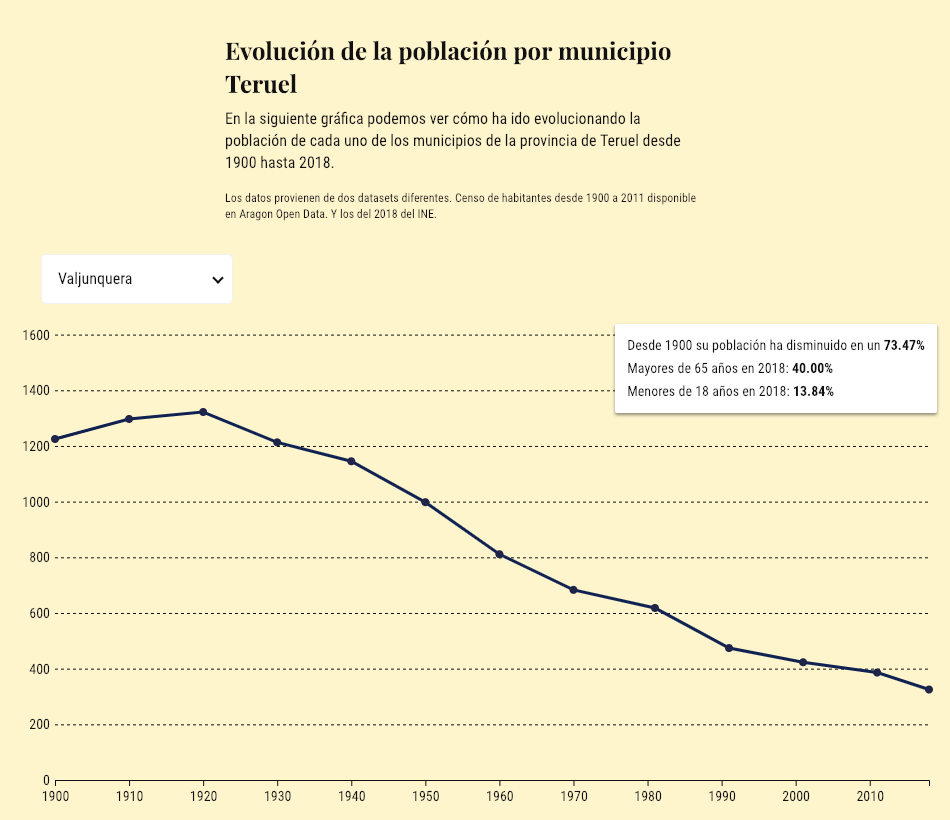 Evolución de la población por municipio
Teruel
En la siguiente gráfica podemos ver cómo ha ido evolucionando la
población de cada uno de los municipios de la provincia de Teruel desde
1900 hasta 2018.
Los datos provienen de dos datasets diferentes. Censo de habitantes desde 1900 a 2011 disponible
en Aragon Open Data. Y los del 2018 del INE.
Valjunquera
Desde 1900 su población ha disminuido en un 73.47%
Mayores de 65 años en 2018: 40.00%
Menores de 18 años en 2018: 13.84%
1600
1400
1200
1000
800
600
400
200
0
1900 1910 1920 1930 1940 1950 1960 1970 1980 1990 2000 2010